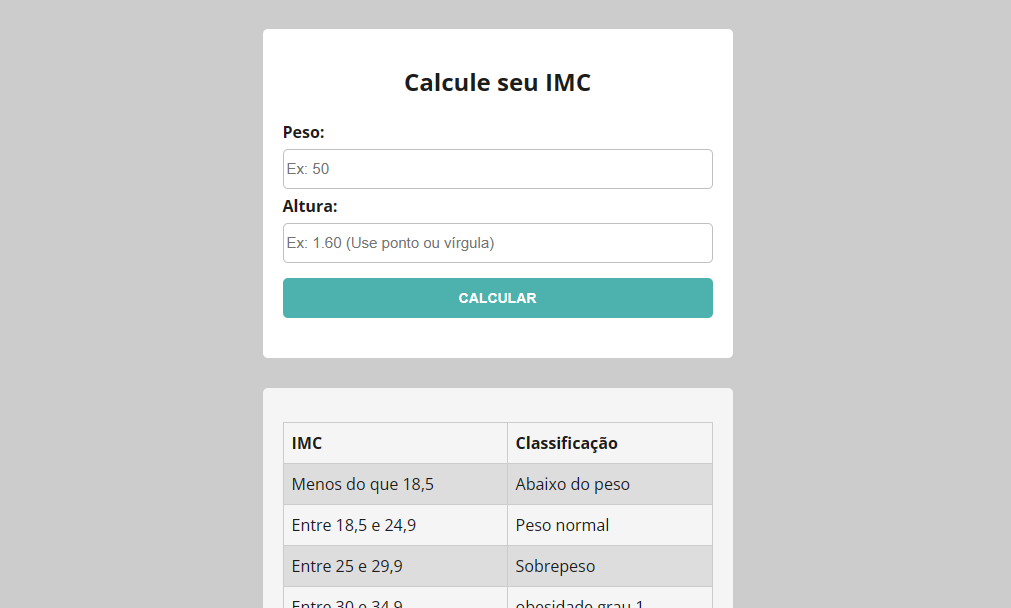 Calcule seu IMC
Peso:
Ex: 50
Altura:
Ex: 1.60 (Use ponto ou vírgula)
CALCULAR
IMC Classificação
Menos do que 18,5 Abaixo do peso
Entre 18,5 e 24,9 Peso normal
Entre 25 e 29,9 Sobrepeso
Entre 30 e 34,9 obesidade grau 1